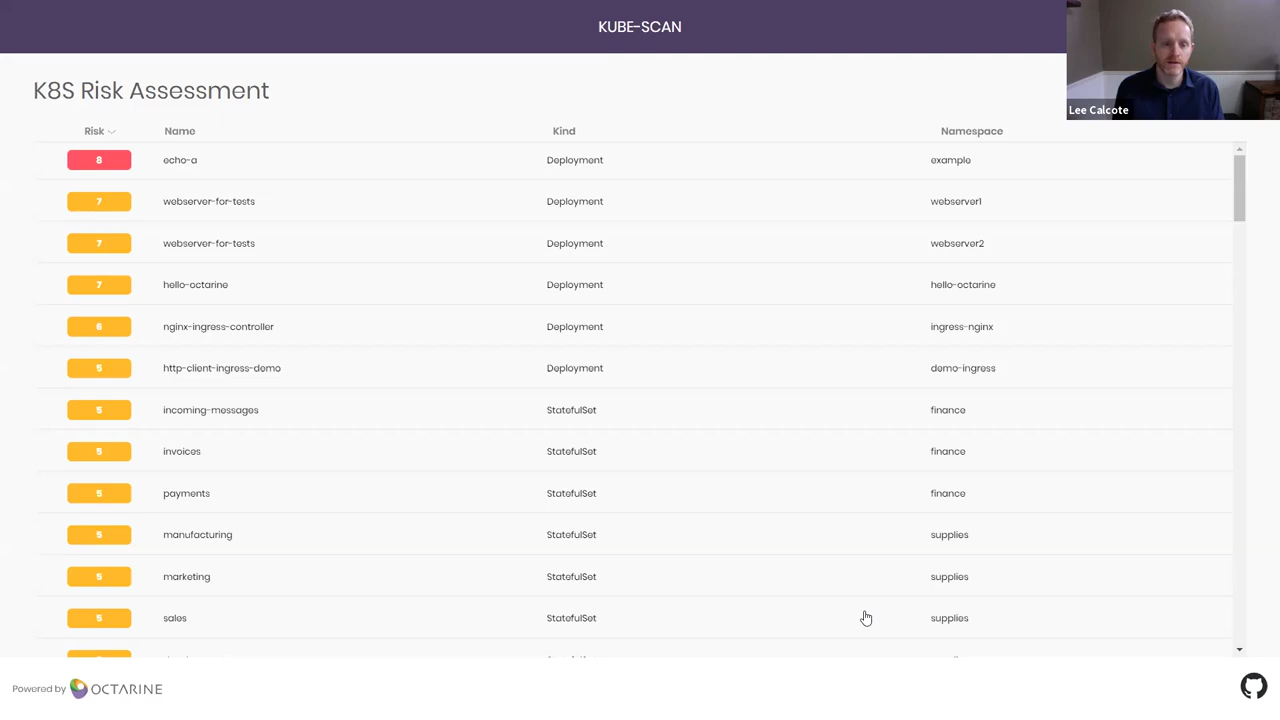 KUBE-SCAN
Lee Calcote
K8S Risk Assessment
Risk Name Kind Namespace
8 echo-a Deployment example
7 webserver-for-tests Deployment webserver1
7 webserver-for-tests Deployment webserver2
7 hello-octarine Deployment hello-octarine
6 nginx-ingress-controller Deployment ingress-nginx
5 http-client-ingress-demo Deployment demo-ingress
5 incoming-messages StatefulSet finance
5 invoices StatefulSet finance
5 payments StatefulSet finance
5 manufacturing StatefulSet supplies
5 marketing StatefulSet supplies
5 sales StatefulSet supplies
Powered by OCTARINE